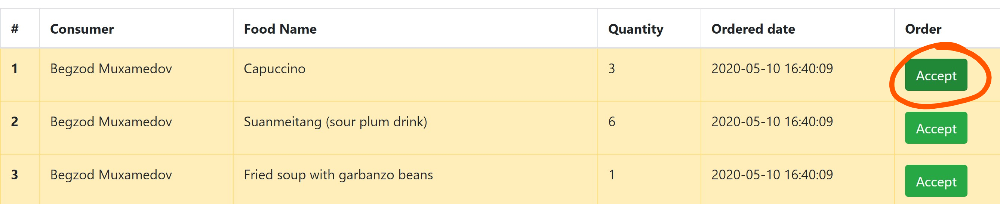 # Consumer Food Name Quantity Ordered date Order
1 Begzod Muxamedov Capuccino 3 2020-05-10 16:40:09 Accept
2 Begzod Muxamedov Suanmeitang (sour plum drink) 6 2020-05-10 16:40:09 Accept
3 Begzod Muxamedov Fried soup with garbanzo beans 1 2020-05-10 16:40:09 Accept